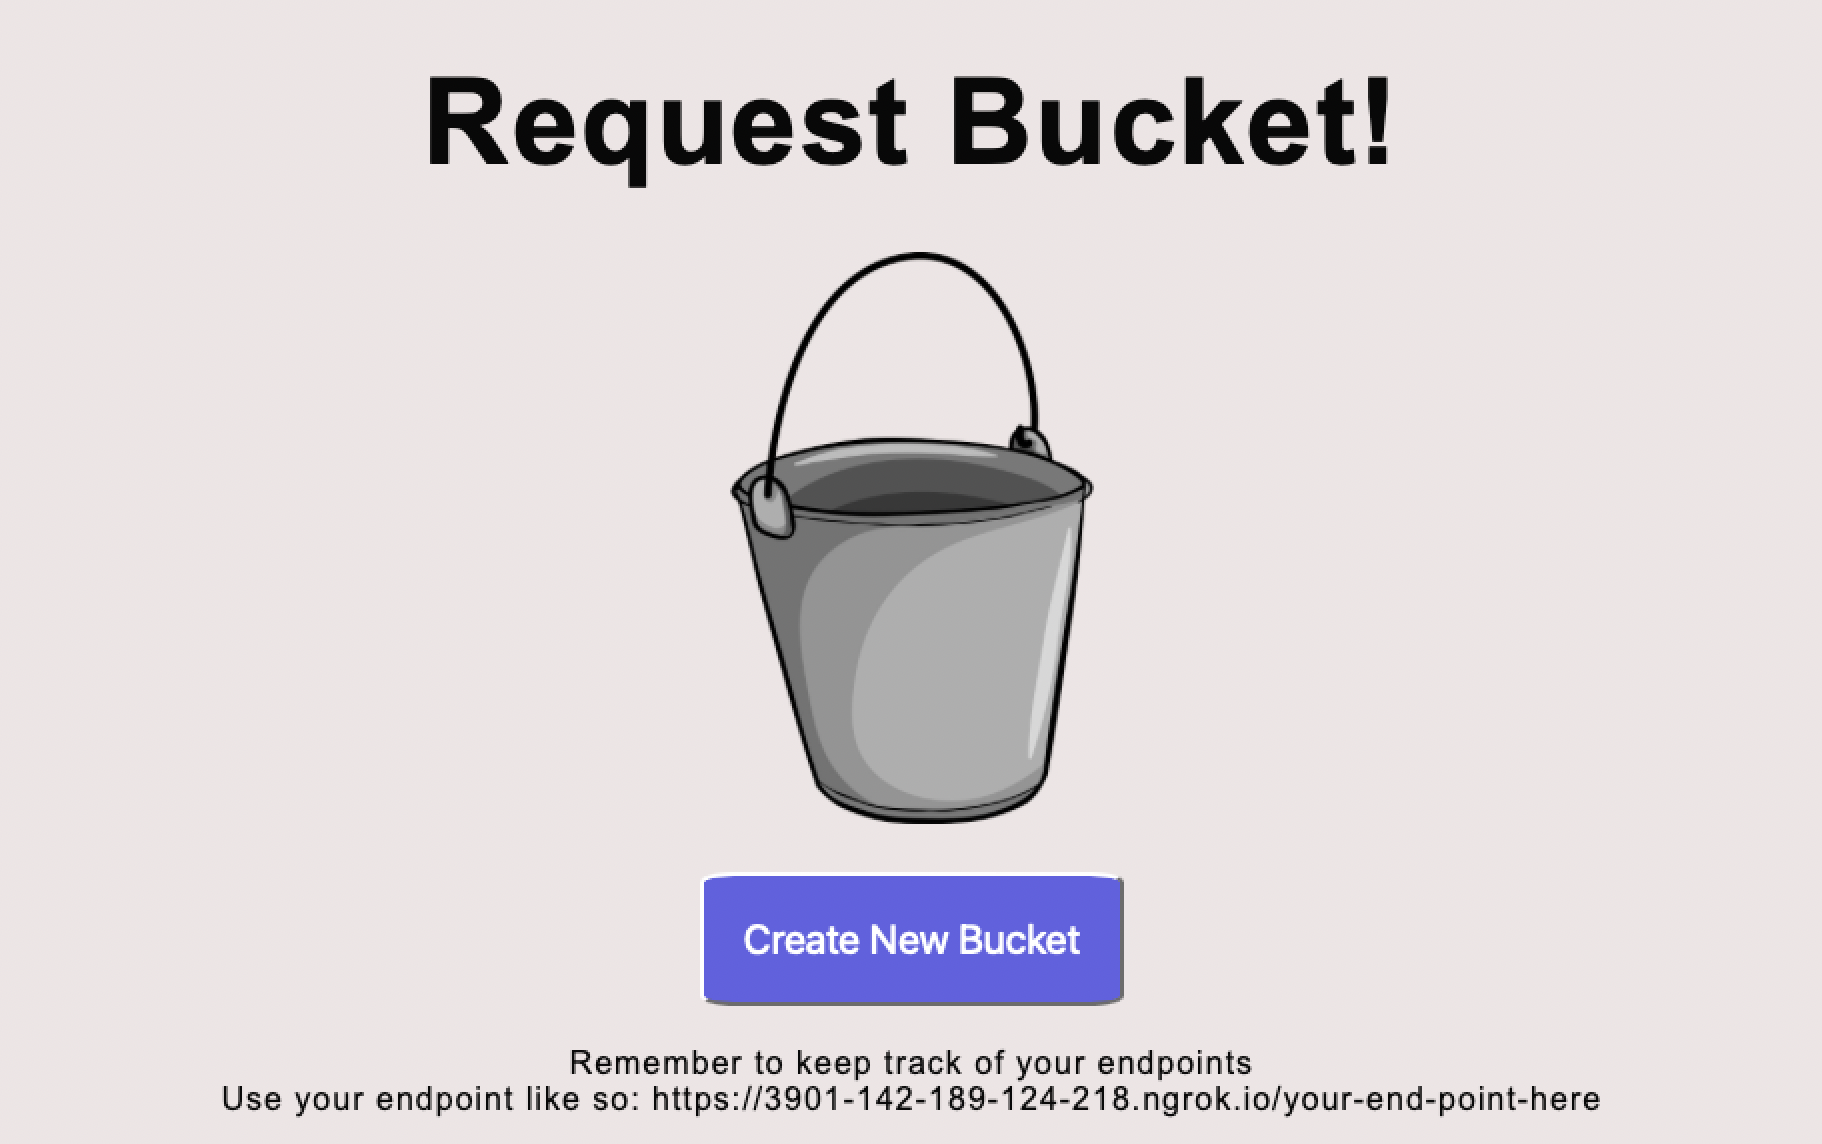 Request Bucket!
Create New Bucket
Remember to keep track of your endpoints
Use your endpoint like so: https://3901-142-189-124-218.ngrok.io/your-end-point-here